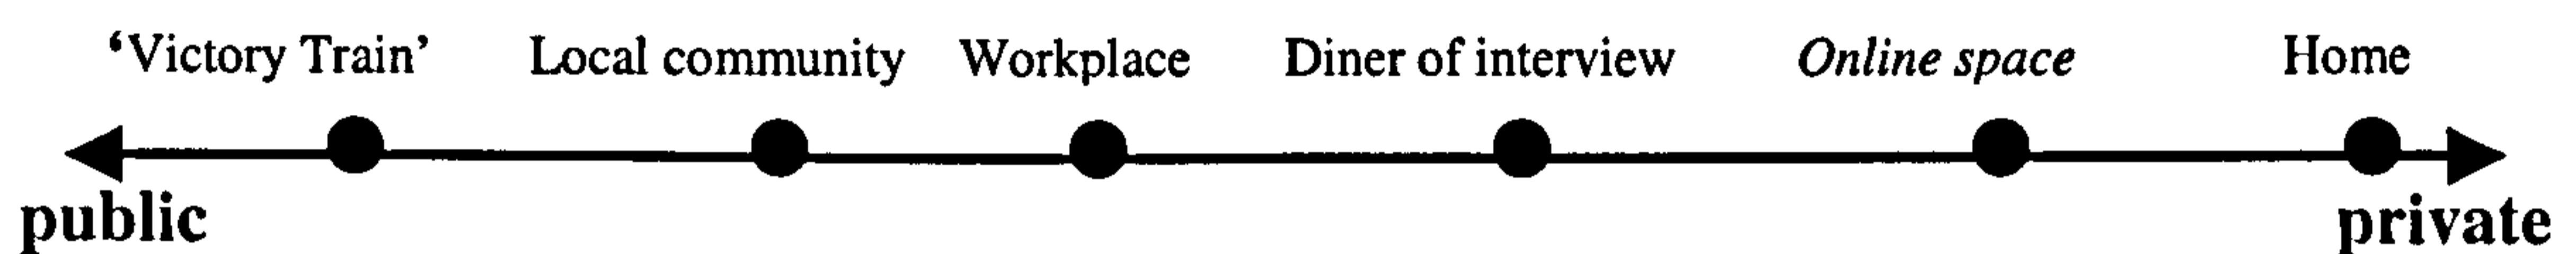 ‘Victory Train’ Local community Workplace Diner of interview Online space Home
public private